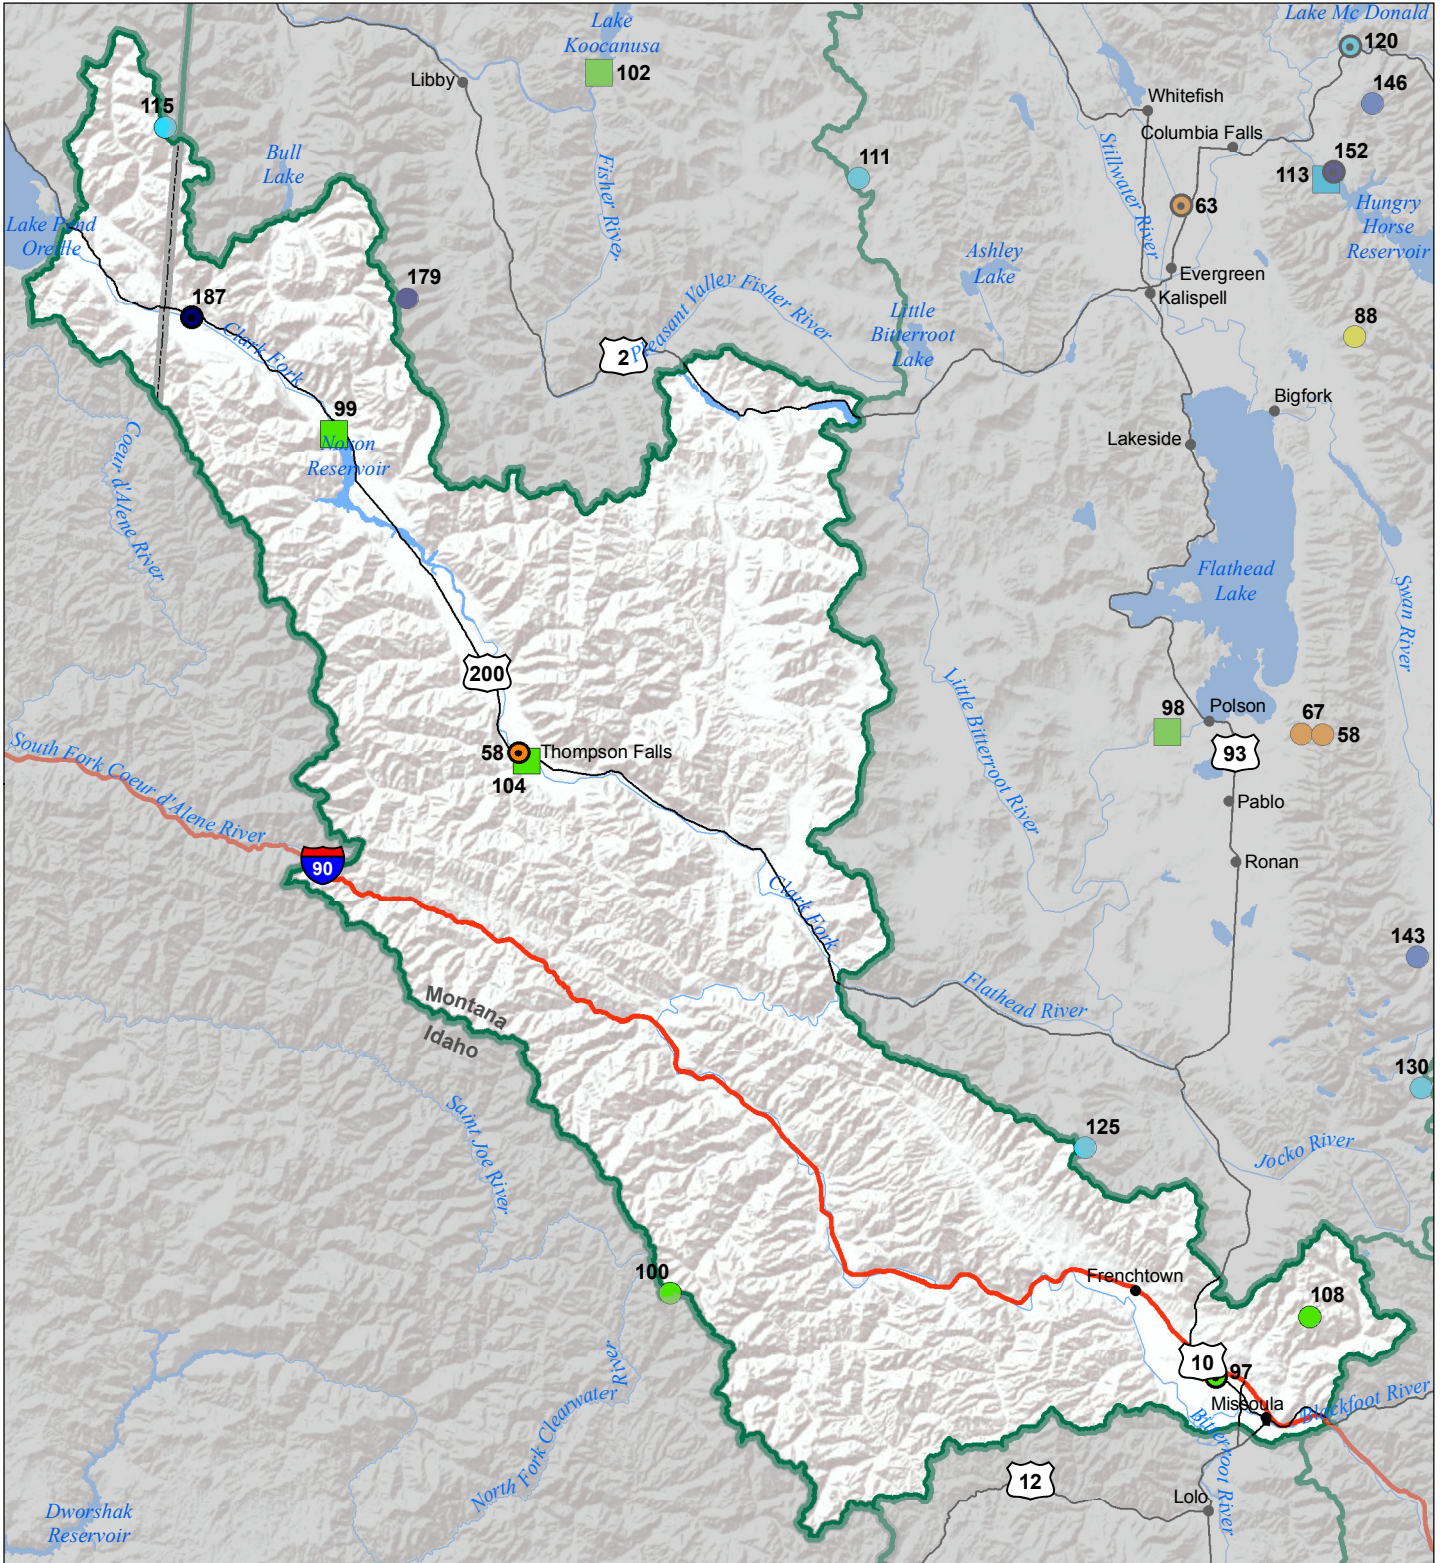 Lake Mc Donald
120
Lake
Koocanusa
102
Libby
146
Whitefish
Columbia Falls
115
Bull
Lake
Fisher River
111
Stillwater River
152
113
63
Hungry
Horse
Reservoir
Lake Pend
Oreille
Ashley
Lake
Evergreen
Kalispell
179
187
Clark Fork
2
Pleasant Valley Fisher River
Little
Bitterroot
Lake
88
Bigfork
99
Noxon
Reservoir
Lakeside
Coeur d'Alene River
Flathead
Lake
Swan River
200
Little Bitterroot River
98
Polson
67
58
93
58
Thompson Falls
104
South Fork Coeur d'Alene River
Pablo
90
Ronan
Clark Fork
143
Montana
Idaho
Flathead River
130
Saint Joe River
125
Jocko River
100
Frenchtown
108
10
97
Missoula
Blackfoot River
Bitterroot River
North Fork Clearwater
River
12
Lolo
Dworshak
Reservoir